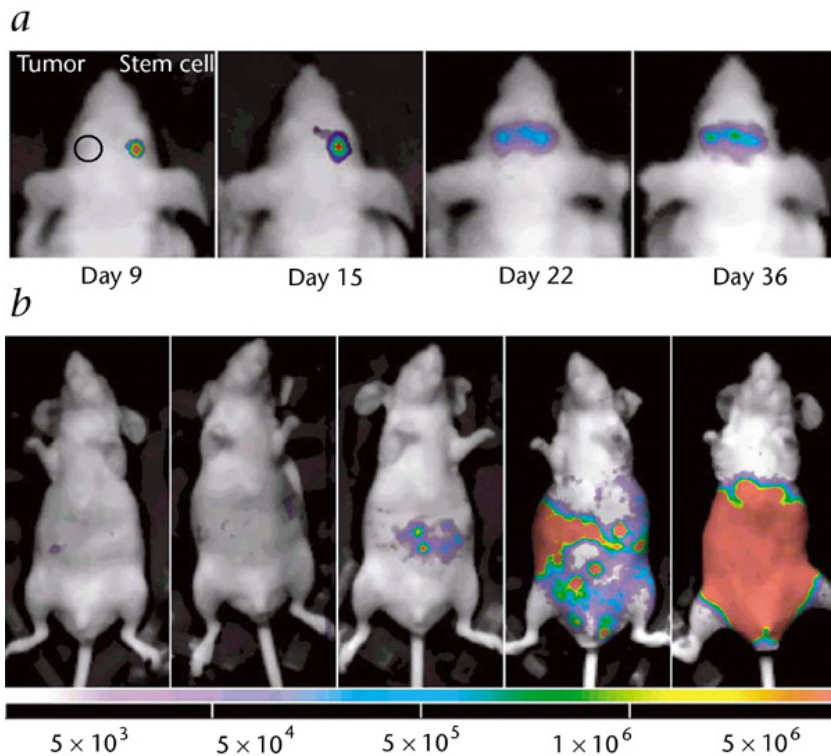 a
Tumor Stem cell
Day 9 Day 15 Day 22 Day 36
b
5 × 10³ 5 × 10⁴ 5 × 10⁵ 1 × 10⁶ 5 × 10⁶